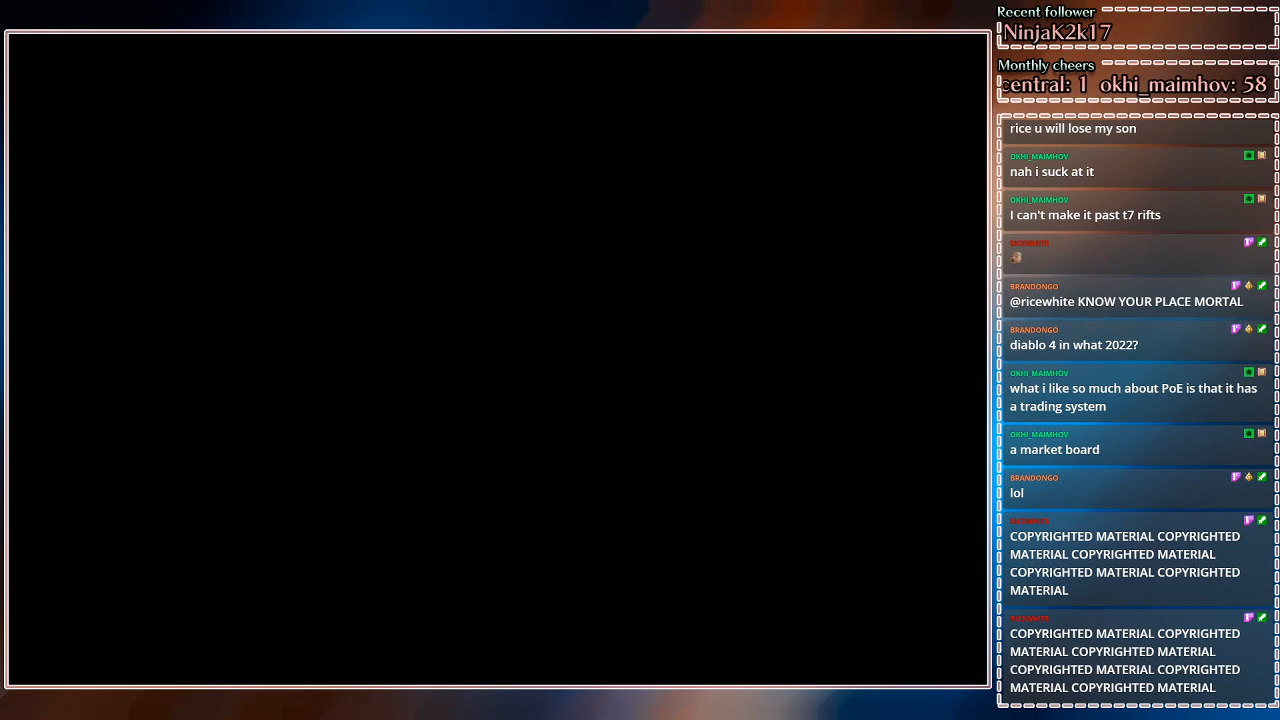 Recent follower
NinjaK2k17
Monthly cheers
central: 1 okhi_maimhov: 58
rice u will lose my son
OKHI_MAIMHOV
nah i suck at it
OKHI_MAIMHOV
I can't make it past t7 rifts
RICEWHITE
BRANDONGO
@ricewhite KNOW YOUR PLACE MORTAL
BRANDONGO
diablo 4 in what 2022?
OKHI_MAIMHOV
what i like so much about PoE is that it has
a trading system
OKHI_MAIMHOV
a market board
BRANDONGO
lol
RICEWHITE
COPYRIGHTED MATERIAL COPYRIGHTED
MATERIAL COPYRIGHTED MATERIAL
COPYRIGHTED MATERIAL COPYRIGHTED
MATERIAL
RICEWHITE
COPYRIGHTED MATERIAL COPYRIGHTED
MATERIAL COPYRIGHTED MATERIAL
COPYRIGHTED MATERIAL COPYRIGHTED
MATERIAL COPYRIGHTED MATERIAL